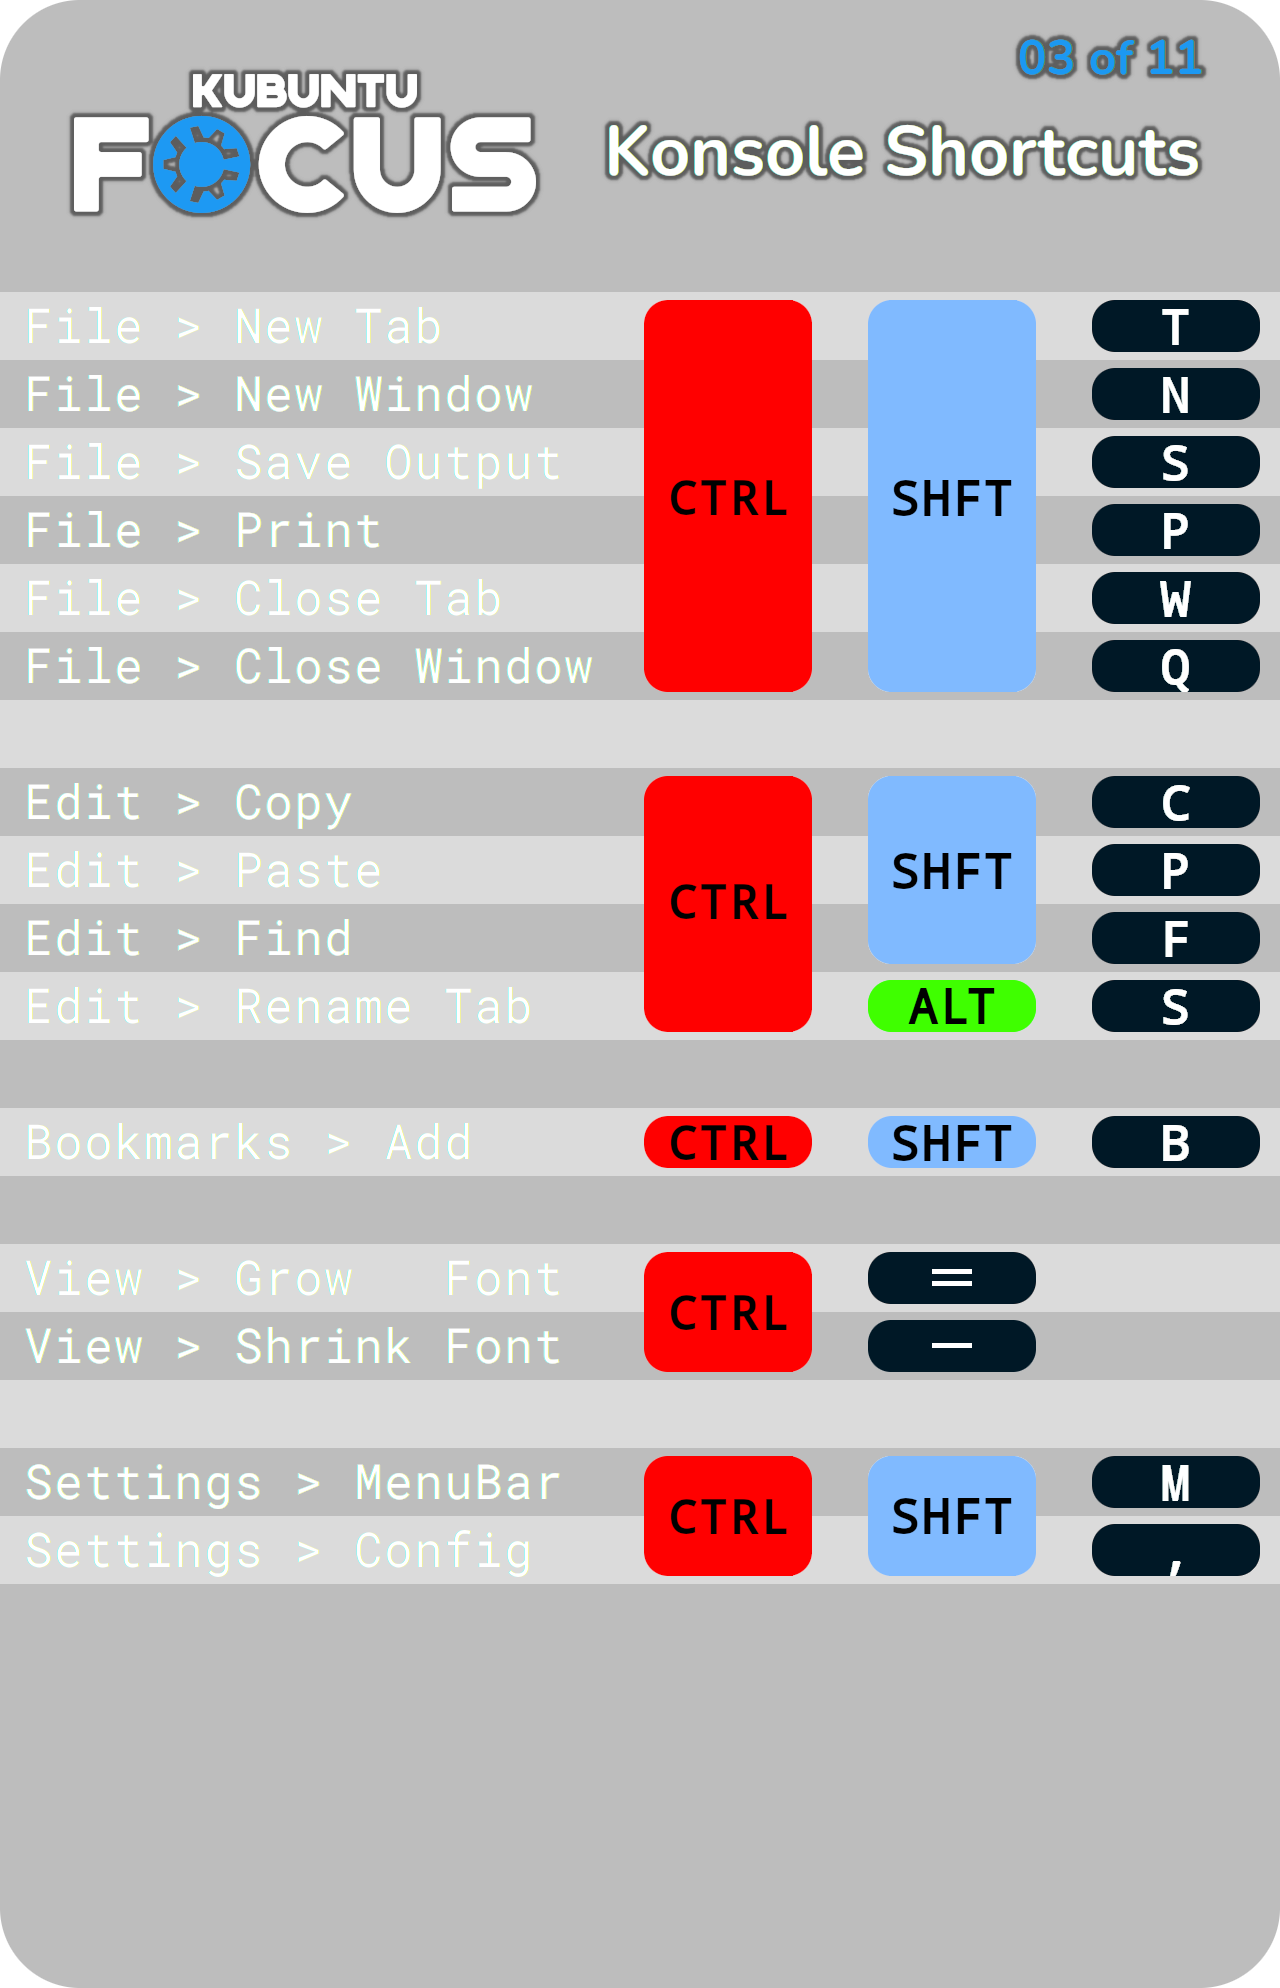 03 of 11
KUBUNTU
FOCUS
Konsole Shortcuts
File > New Tab T
File > New Window N
File > Save Output S
CTRL SHFT
File > Print P
File > Close Tab W
File > Close Window Q
Edit > Copy C
Edit > Paste SHFT P
CTRL
Edit > Find F
Edit > Rename Tab ALT S
Bookmarks > Add CTRL SHFT B
View > Grow Font =
CTRL
View > Shrink Font −
Settings > MenuBar M
CTRL SHFT
Settings > Config ,